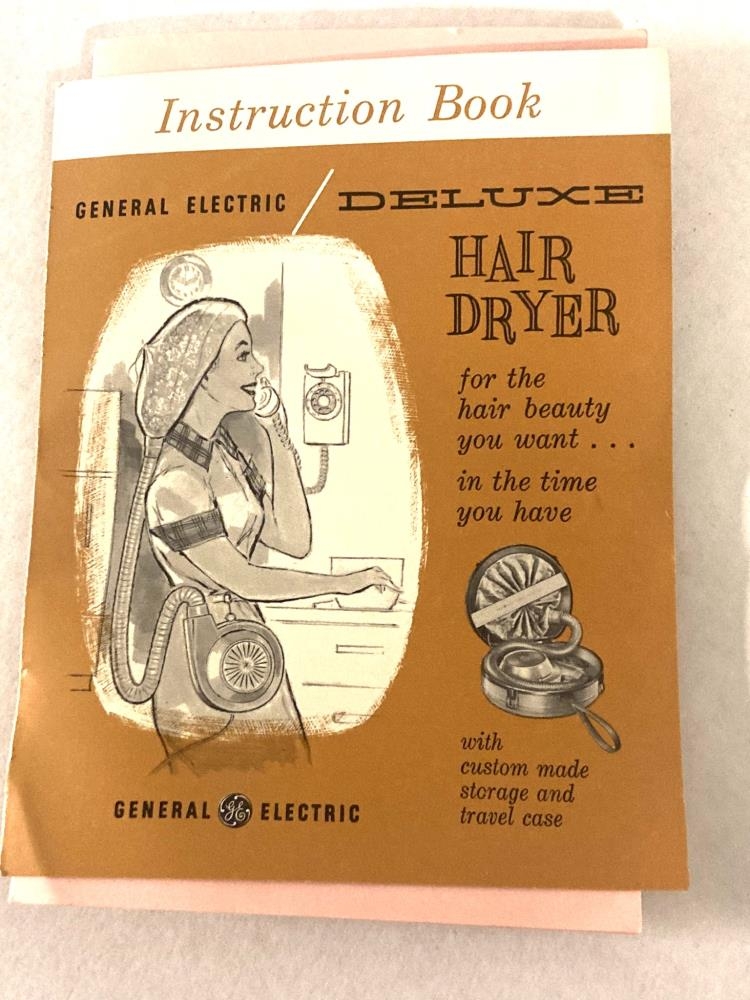 Instruction Book
GENERAL ELECTRIC / DELUXE
HAIR
DRYER
for the
hair beauty
you want . . .
in the time
you have
with
custom made
storage and
travel case
GENERAL GE ELECTRIC